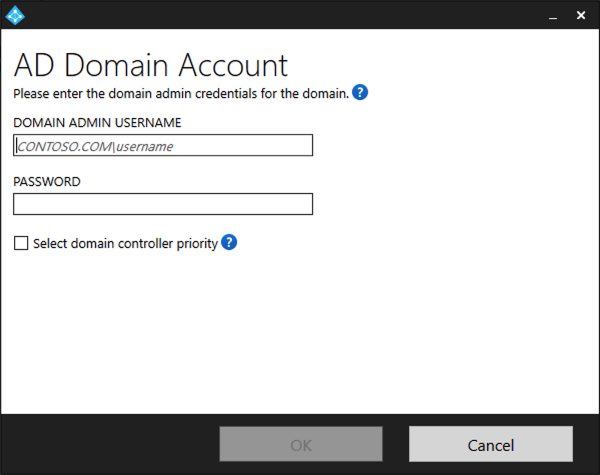 AD Domain Account
Please enter the domain admin credentials for the domain. ?
DOMAIN ADMIN USERNAME
CONTOSO.COM\username
PASSWORD
Select domain controller priority ?
OK
Cancel